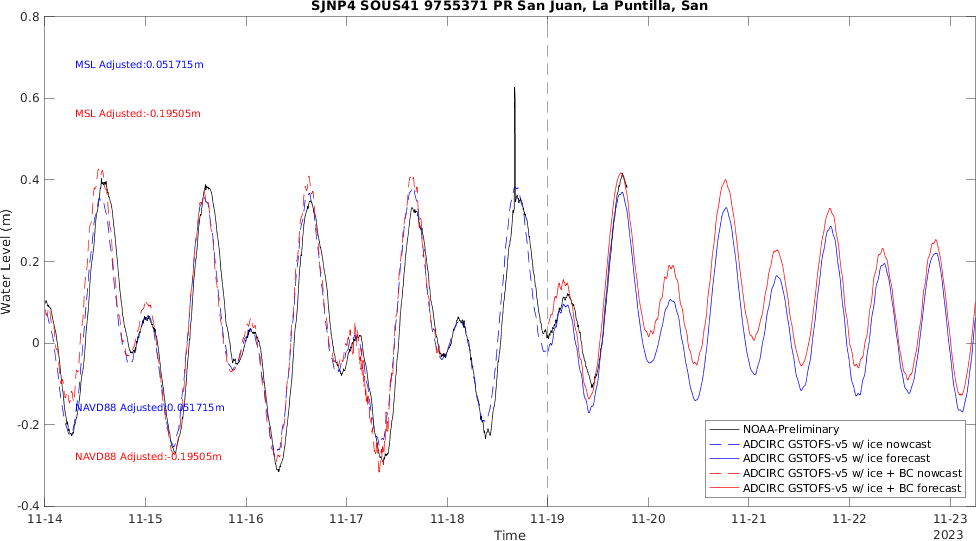 SJNP4 SOUS41 9755371 PR San Juan, La Puntilla, San
0.8
MSL Adjusted:0.051715m
0.6
MSL Adjusted:-0.19505m
0.4
Water Level (m)
0.2
0
NAVD88 Adjusted:0.051715m
-0.2
NAVD88 Adjusted:-0.19505m
-0.4
NOAA-Preliminary
ADCIRC GSTOFS-v5 w/ ice nowcast
ADCIRC GSTOFS-v5 w/ ice forecast
ADCIRC GSTOFS-v5 w/ ice + BC nowcast
ADCIRC GSTOFS-v5 w/ ice + BC forecast
11-14 11-15 11-16 11-17 11-18 11-19 11-20 11-21 11-22 11-23
Time
2023